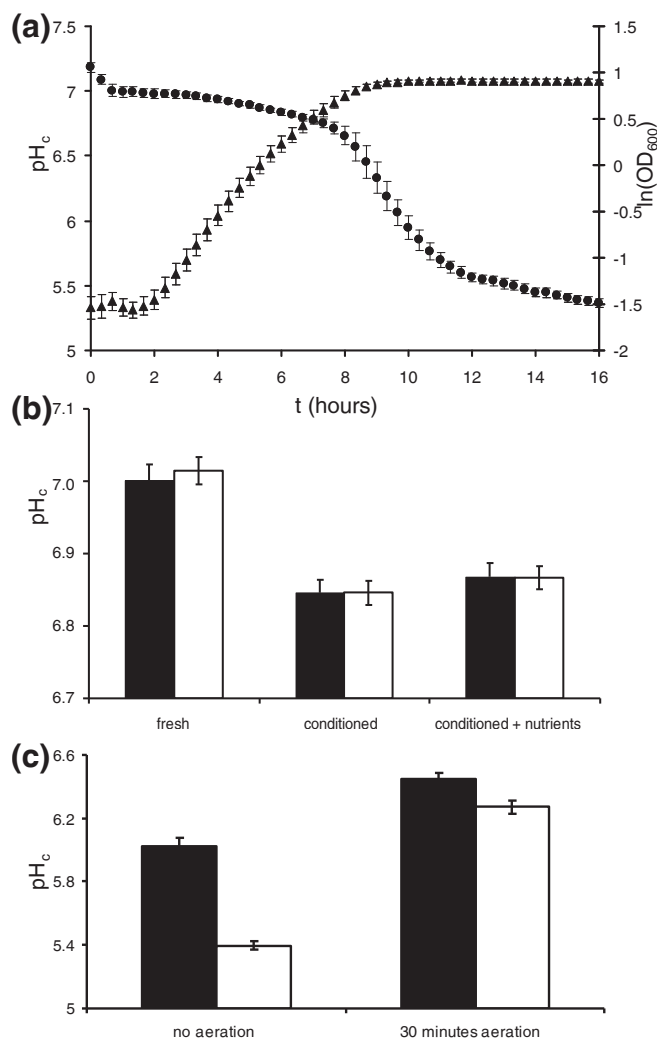 (a)
7.5
7
6.5
6
5.5
5
pHc
1.5
1
0.5
0
-0.5
-1
-1.5
-2
ln(OD600)
0 2 4 6 8 10 12 14 16
t (hours)
(b)
7.1
7.0
6.9
6.8
6.7
pHc
fresh conditioned conditioned + nutrients
(c)
6.6
6.2
5.8
5.4
5
pHc
no aeration 30 minutes aeration